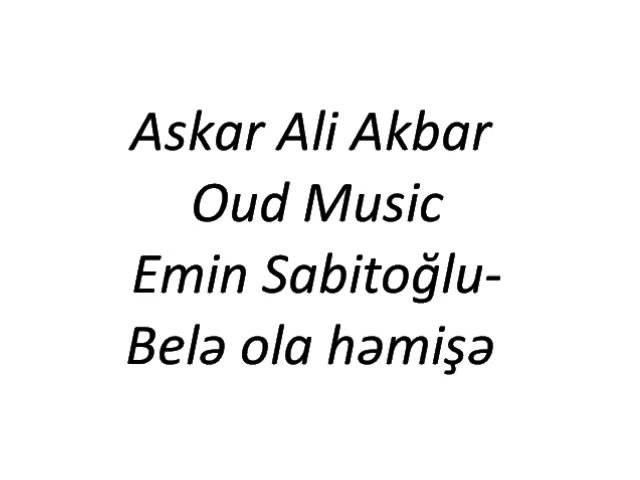 Askar Ali Akbar
Oud Music
Emin Sabitoğlu-
Belə ola həmişə